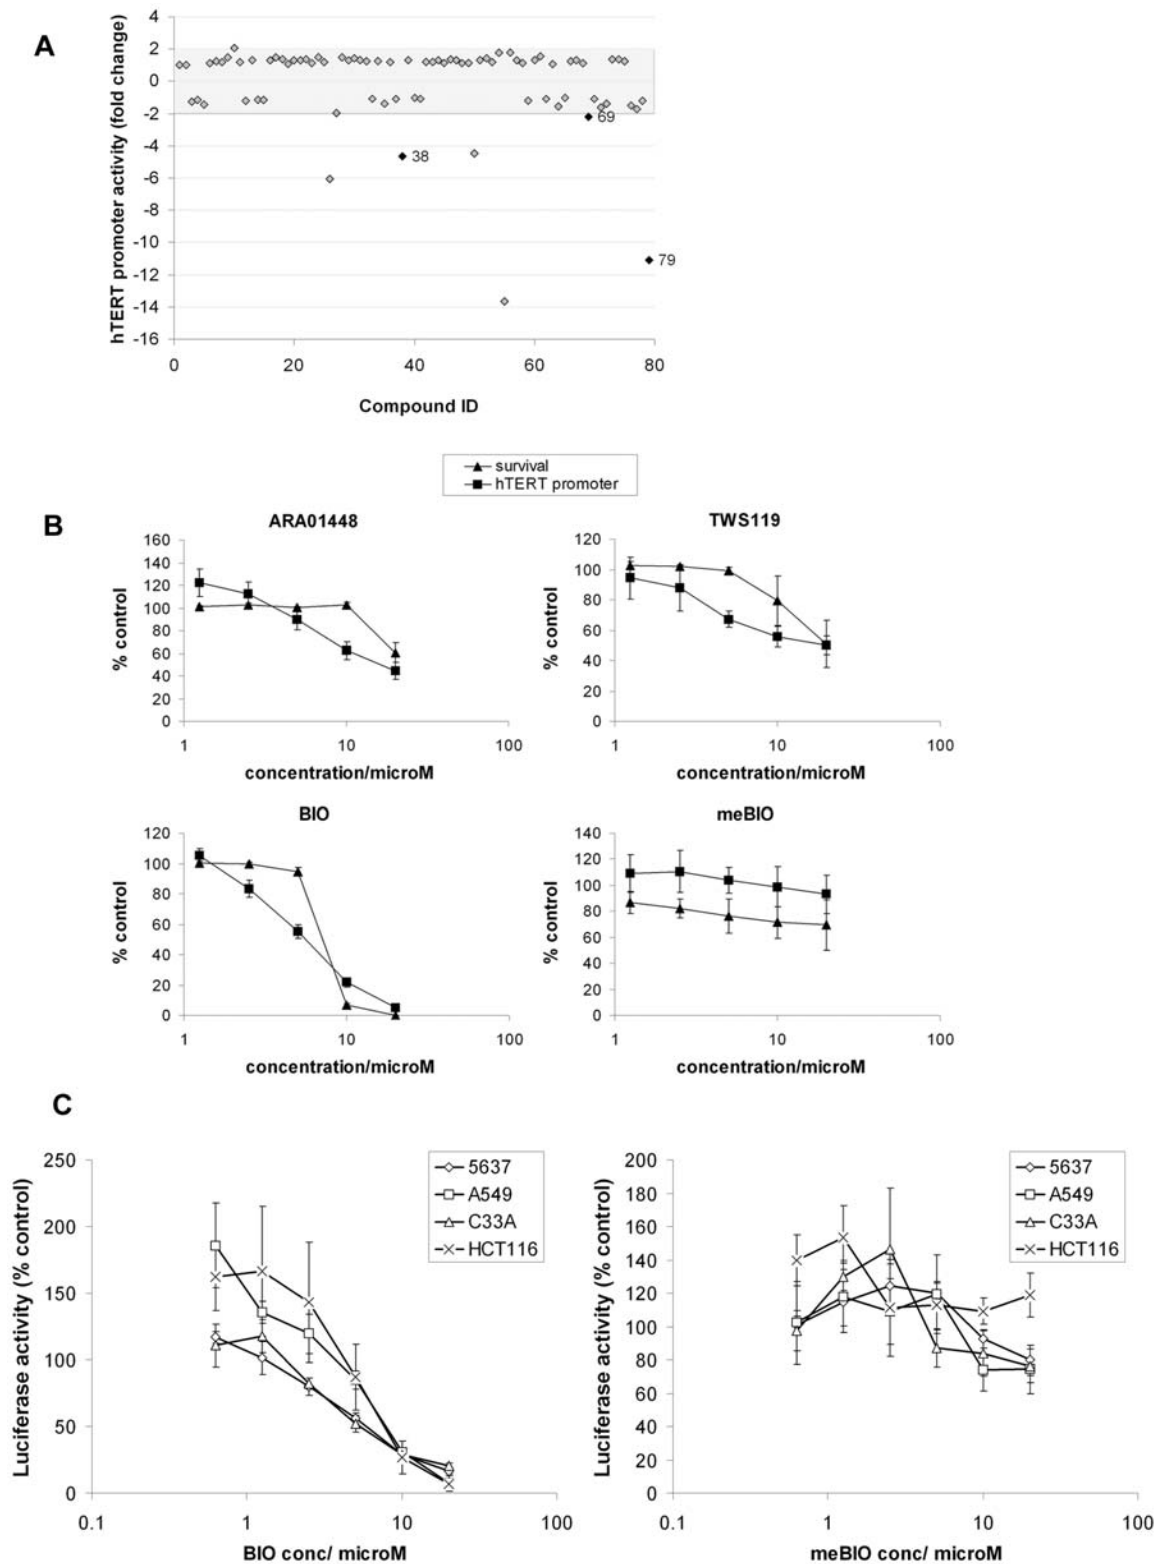 A
hTERT promoter activity (fold change)
4
2
0
-2
-4
-6
-8
-10
-12
-14
-16
69
38
79
0 20 40 60 80
Compound ID
survival
hTERT promoter
B
ARA01448
% control
160
140
120
100
80
60
40
20
0
1 10 100
concentration/microM
TWS119
% control
120
100
80
60
40
20
0
1 10 100
concentration/microM
BIO
% control
120
100
80
60
40
20
0
1 10 100
concentration/microM
meBIO
% control
140
120
100
80
60
40
20
0
1 10 100
concentration/microM
C
Luciferase activity (% control)
250
200
150
100
50
0
5637
A549
C33A
HCT116
0.1 1 10 100
BIO conc/ microM
Luciferase activity (% control)
200
180
160
140
120
100
80
60
40
20
0
5637
A549
C33A
HCT116
0.1 1 10 100
meBIO conc/ microM